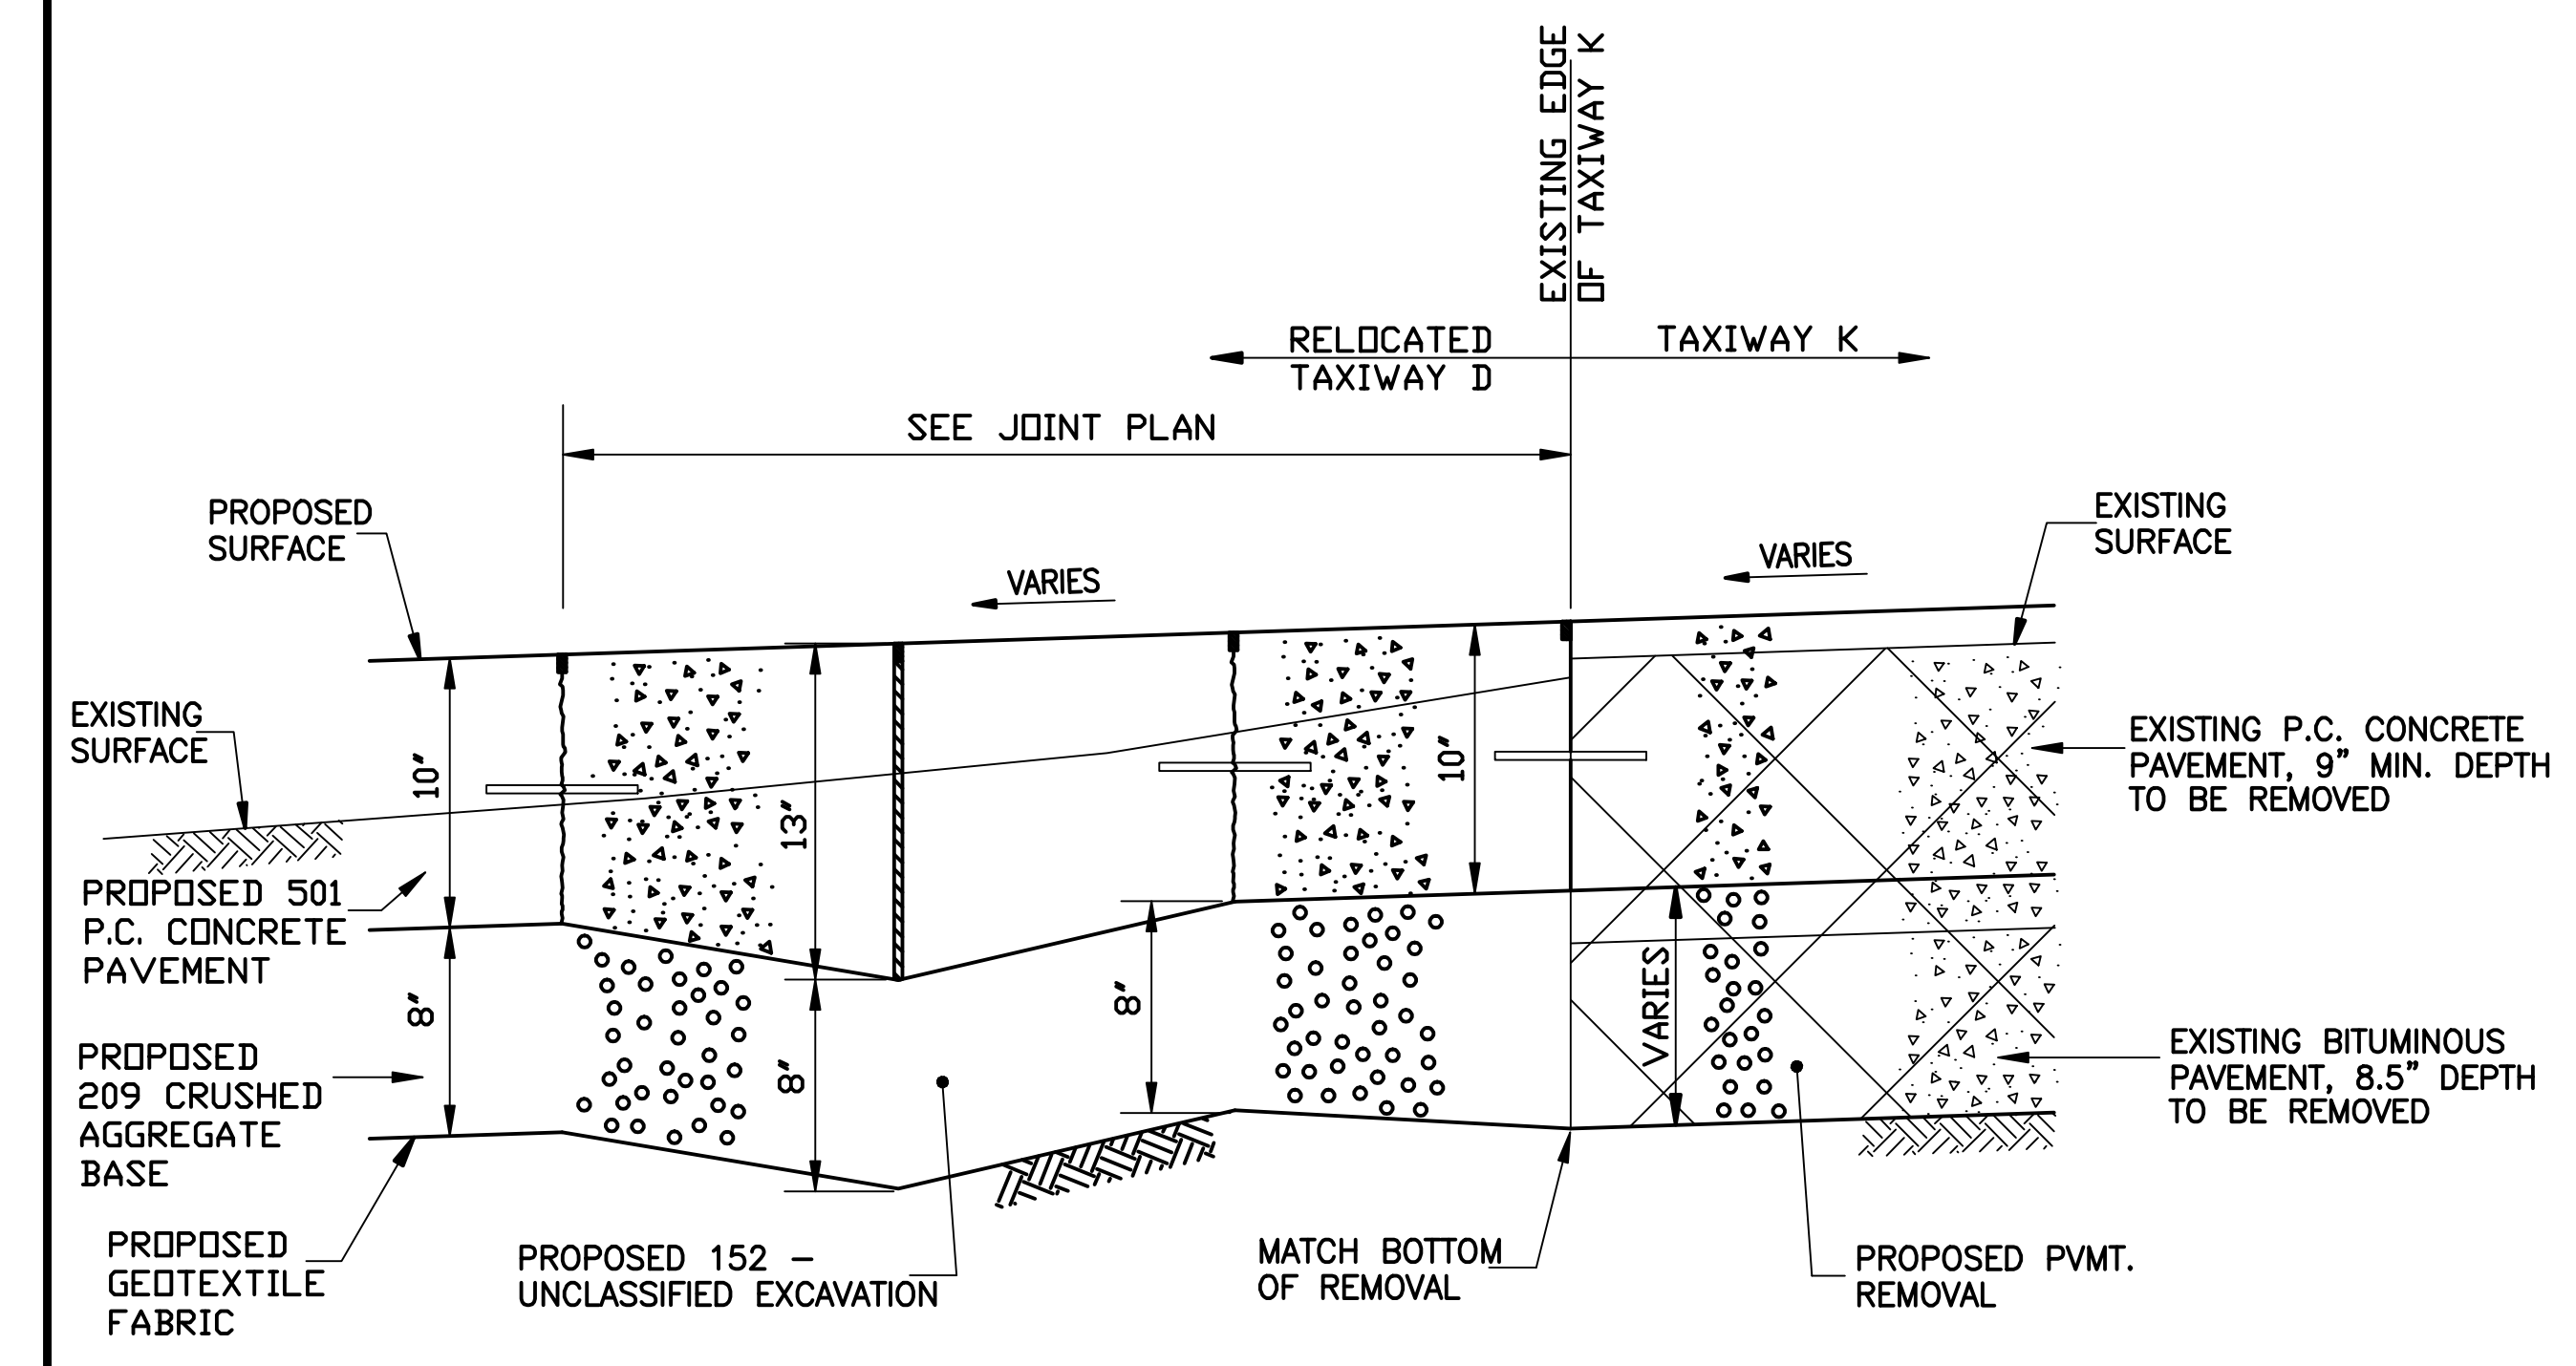 EXISTING EDGE
OF TAXIWAY K
RELOCATED
TAXIWAY D
TAXIWAY K
SEE JOINT PLAN
PROPOSED
SURFACE
EXISTING
SURFACE
VARIES
VARIES
EXISTING
SURFACE
10"
13"
10"
EXISTING P.C. CONCRETE
PAVEMENT, 9" MIN. DEPTH
TO BE REMOVED
PROPOSED 501
P.C. CONCRETE
PAVEMENT
8"
8"
8"
VARIES
PROPOSED
209 CRUSHED
AGGREGATE
BASE
EXISTING BITUMINOUS
PAVEMENT, 8.5" DEPTH
TO BE REMOVED
PROPOSED
GEOTEXTILE
FABRIC
PROPOSED 152 -
UNCLASSIFIED EXCAVATION
MATCH BOTTOM
OF REMOVAL
PROPOSED PVMT.
REMOVAL